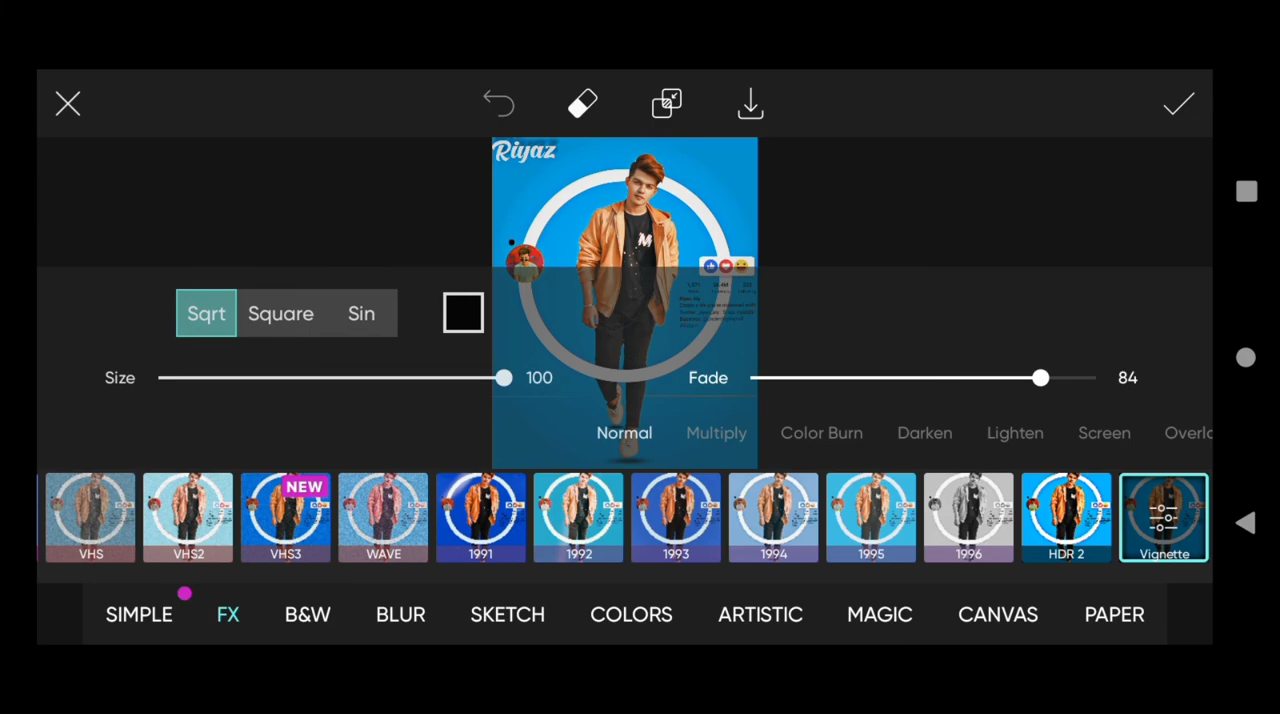 Riyaz
M
Sqrt Square Sin
Size 100 Fade 84
Normal Multiply Color Burn Darken Lighten Screen Overlo
NEW
VHS VHS2 VHS3 WAVE 1991 1992 1993 1994 1995 1996 HDR 2 Vignette
SIMPLE FX B&W BLUR SKETCH COLORS ARTISTIC MAGIC CANVAS PAPER